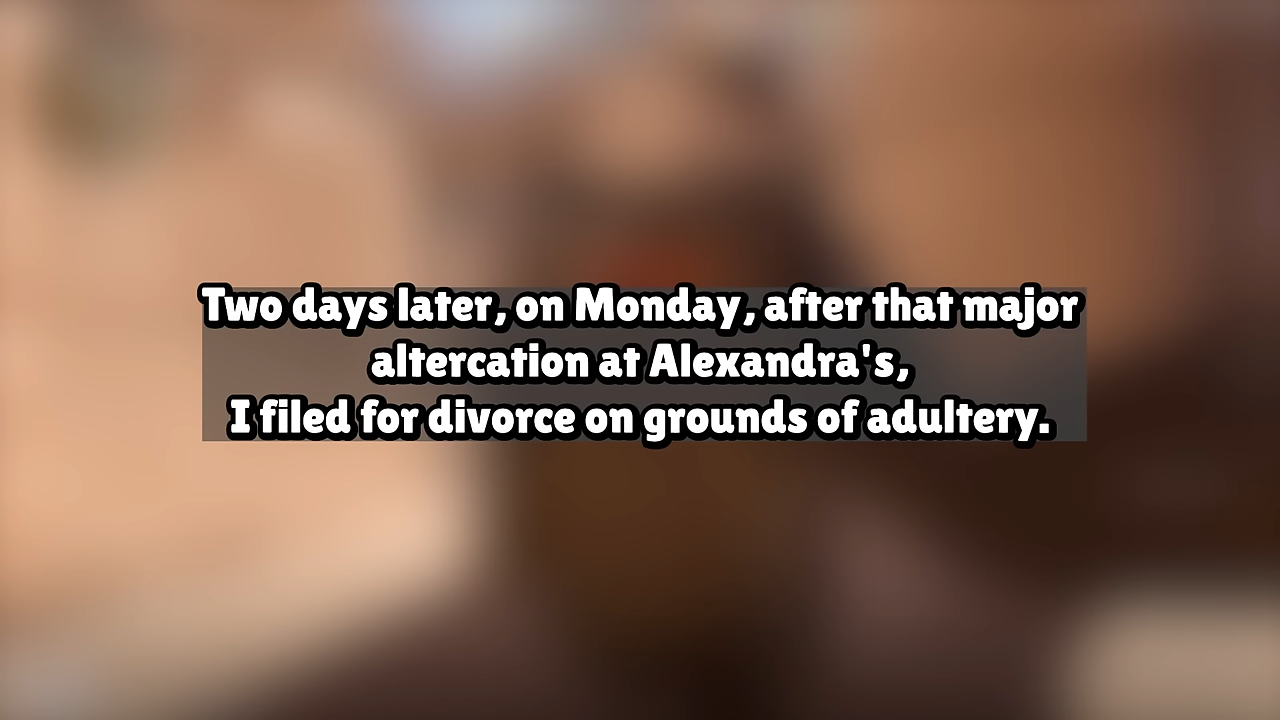 Two days later, on Monday, after that major
altercation at Alexandra's,
I filed for divorce on grounds of adultery.